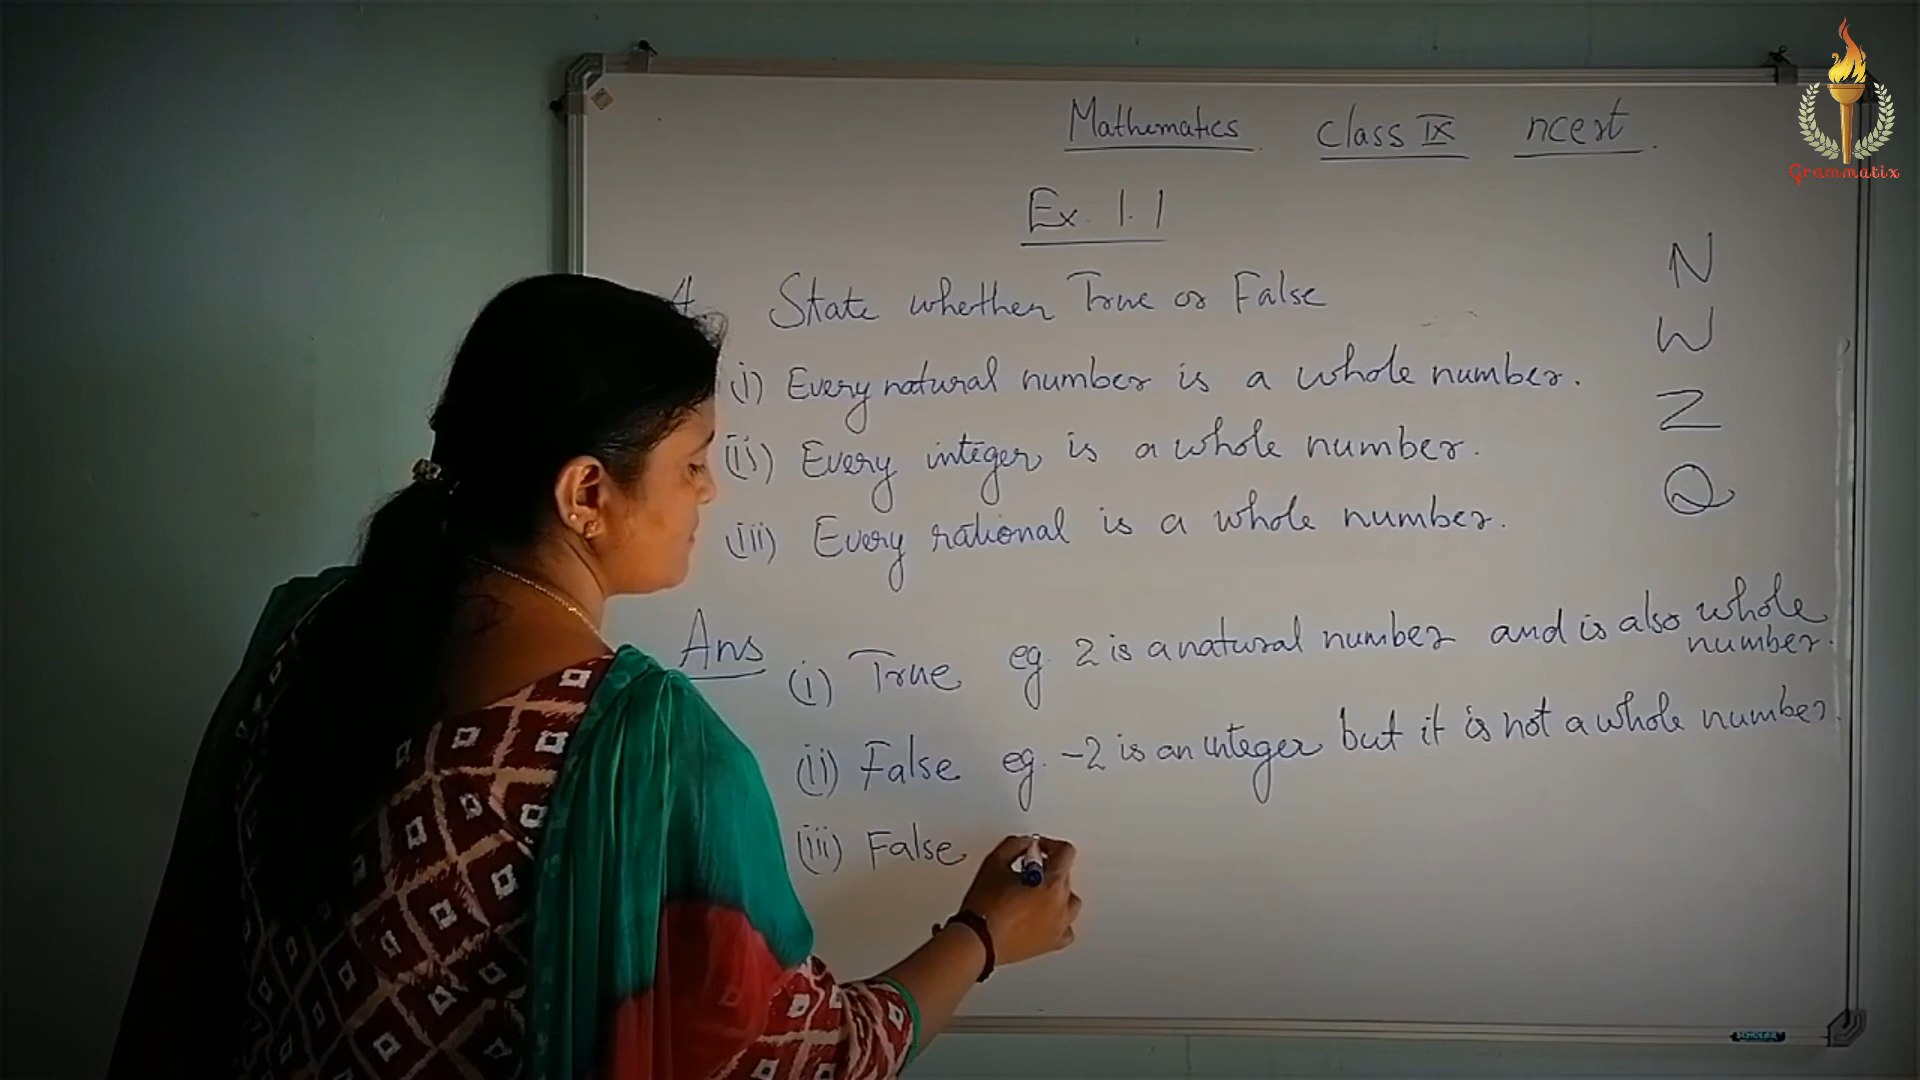 Mathematics Class IX ncert
Grammatix
Ex. 1.1
N
4. State whether True or False
W
(i) Every natural number is a whole number.
Z
(ii) Every integer is a whole number.
Q
(iii) Every rational is a whole number.
Ans
(i) True eg. 2 is a natural number and is also whole number.
(ii) False eg. -2 is an integer but it is not a whole number.
(iii) False
SCHOLAR